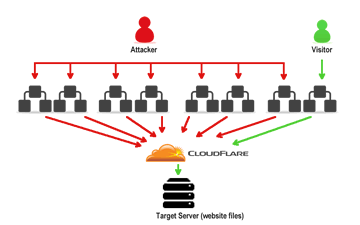 Attacker
Visitor
CLOUDFLARE
Target Server (website files)